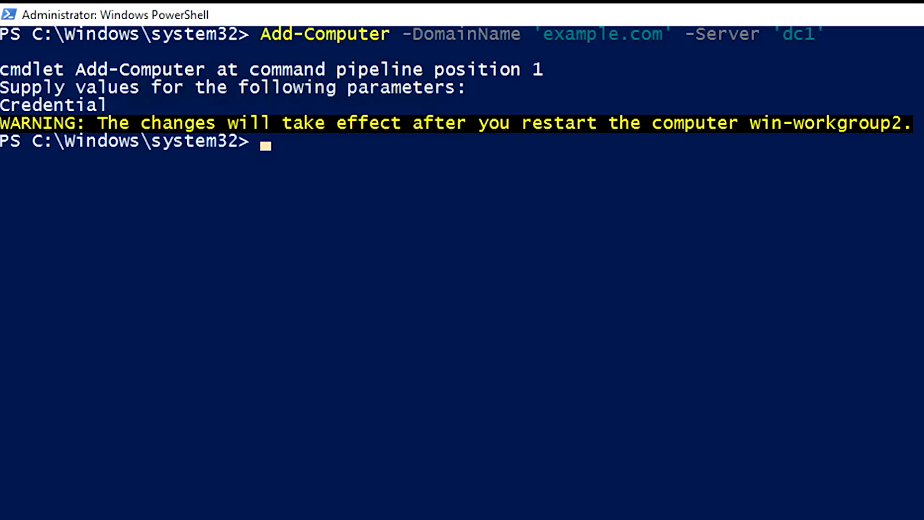 Administrator: Windows PowerShell
PS C:\Windows\system32> Add-Computer -DomainName 'example.com' -Server 'dc1'
cmdlet Add-Computer at command pipeline position 1
Supply values for the following parameters:
Credential
WARNING: The changes will take effect after you restart the computer win-workgroup2.
PS C:\Windows\system32>